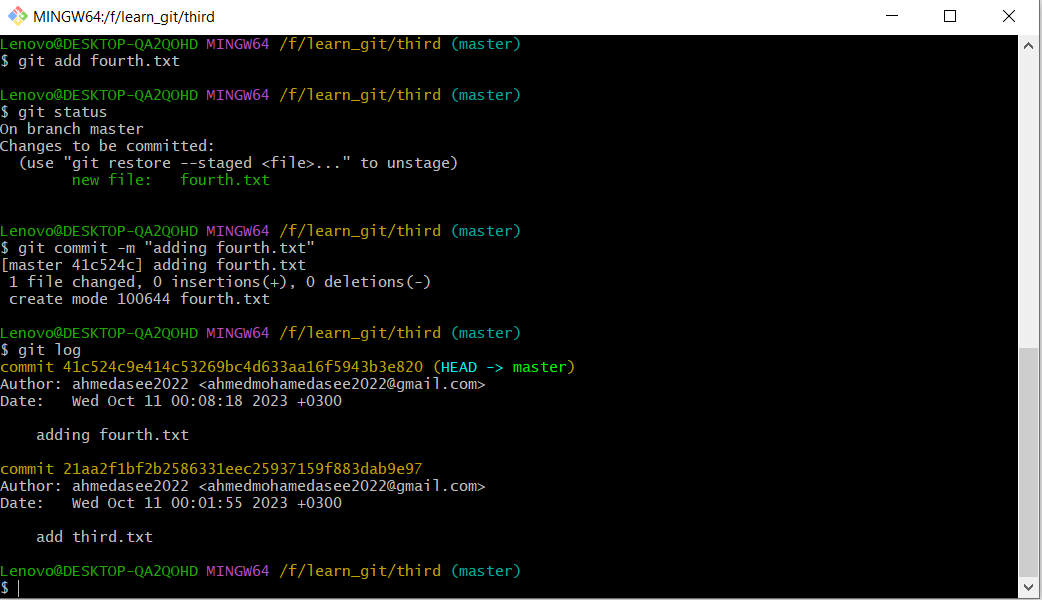 MINGW64:/f/learn_git/third
Lenovo@DESKTOP-QA2QOHD MINGW64 /f/learn_git/third (master)
$ git add fourth.txt
Lenovo@DESKTOP-QA2QOHD MINGW64 /f/learn_git/third (master)
$ git status
On branch master
Changes to be committed:
  (use "git restore --staged <file>..." to unstage)
        new file:   fourth.txt
Lenovo@DESKTOP-QA2QOHD MINGW64 /f/learn_git/third (master)
$ git commit -m "adding fourth.txt"
[master 41c524c] adding fourth.txt
 1 file changed, 0 insertions(+), 0 deletions(-)
 create mode 100644 fourth.txt
Lenovo@DESKTOP-QA2QOHD MINGW64 /f/learn_git/third (master)
$ git log
commit 41c524c9e414c53269bc4d633aa16f5943b3e820 (HEAD -> master)
Author: ahmedasee2022 <ahmedmohamedasee2022@gmail.com>
Date:   Wed Oct 11 00:08:18 2023 +0300
    adding fourth.txt
commit 21aa2f1bf2b2586331eec25937159f883dab9e97
Author: ahmedasee2022 <ahmedmohamedasee2022@gmail.com>
Date:   Wed Oct 11 00:01:55 2023 +0300
    add third.txt
Lenovo@DESKTOP-QA2QOHD MINGW64 /f/learn_git/third (master)
$